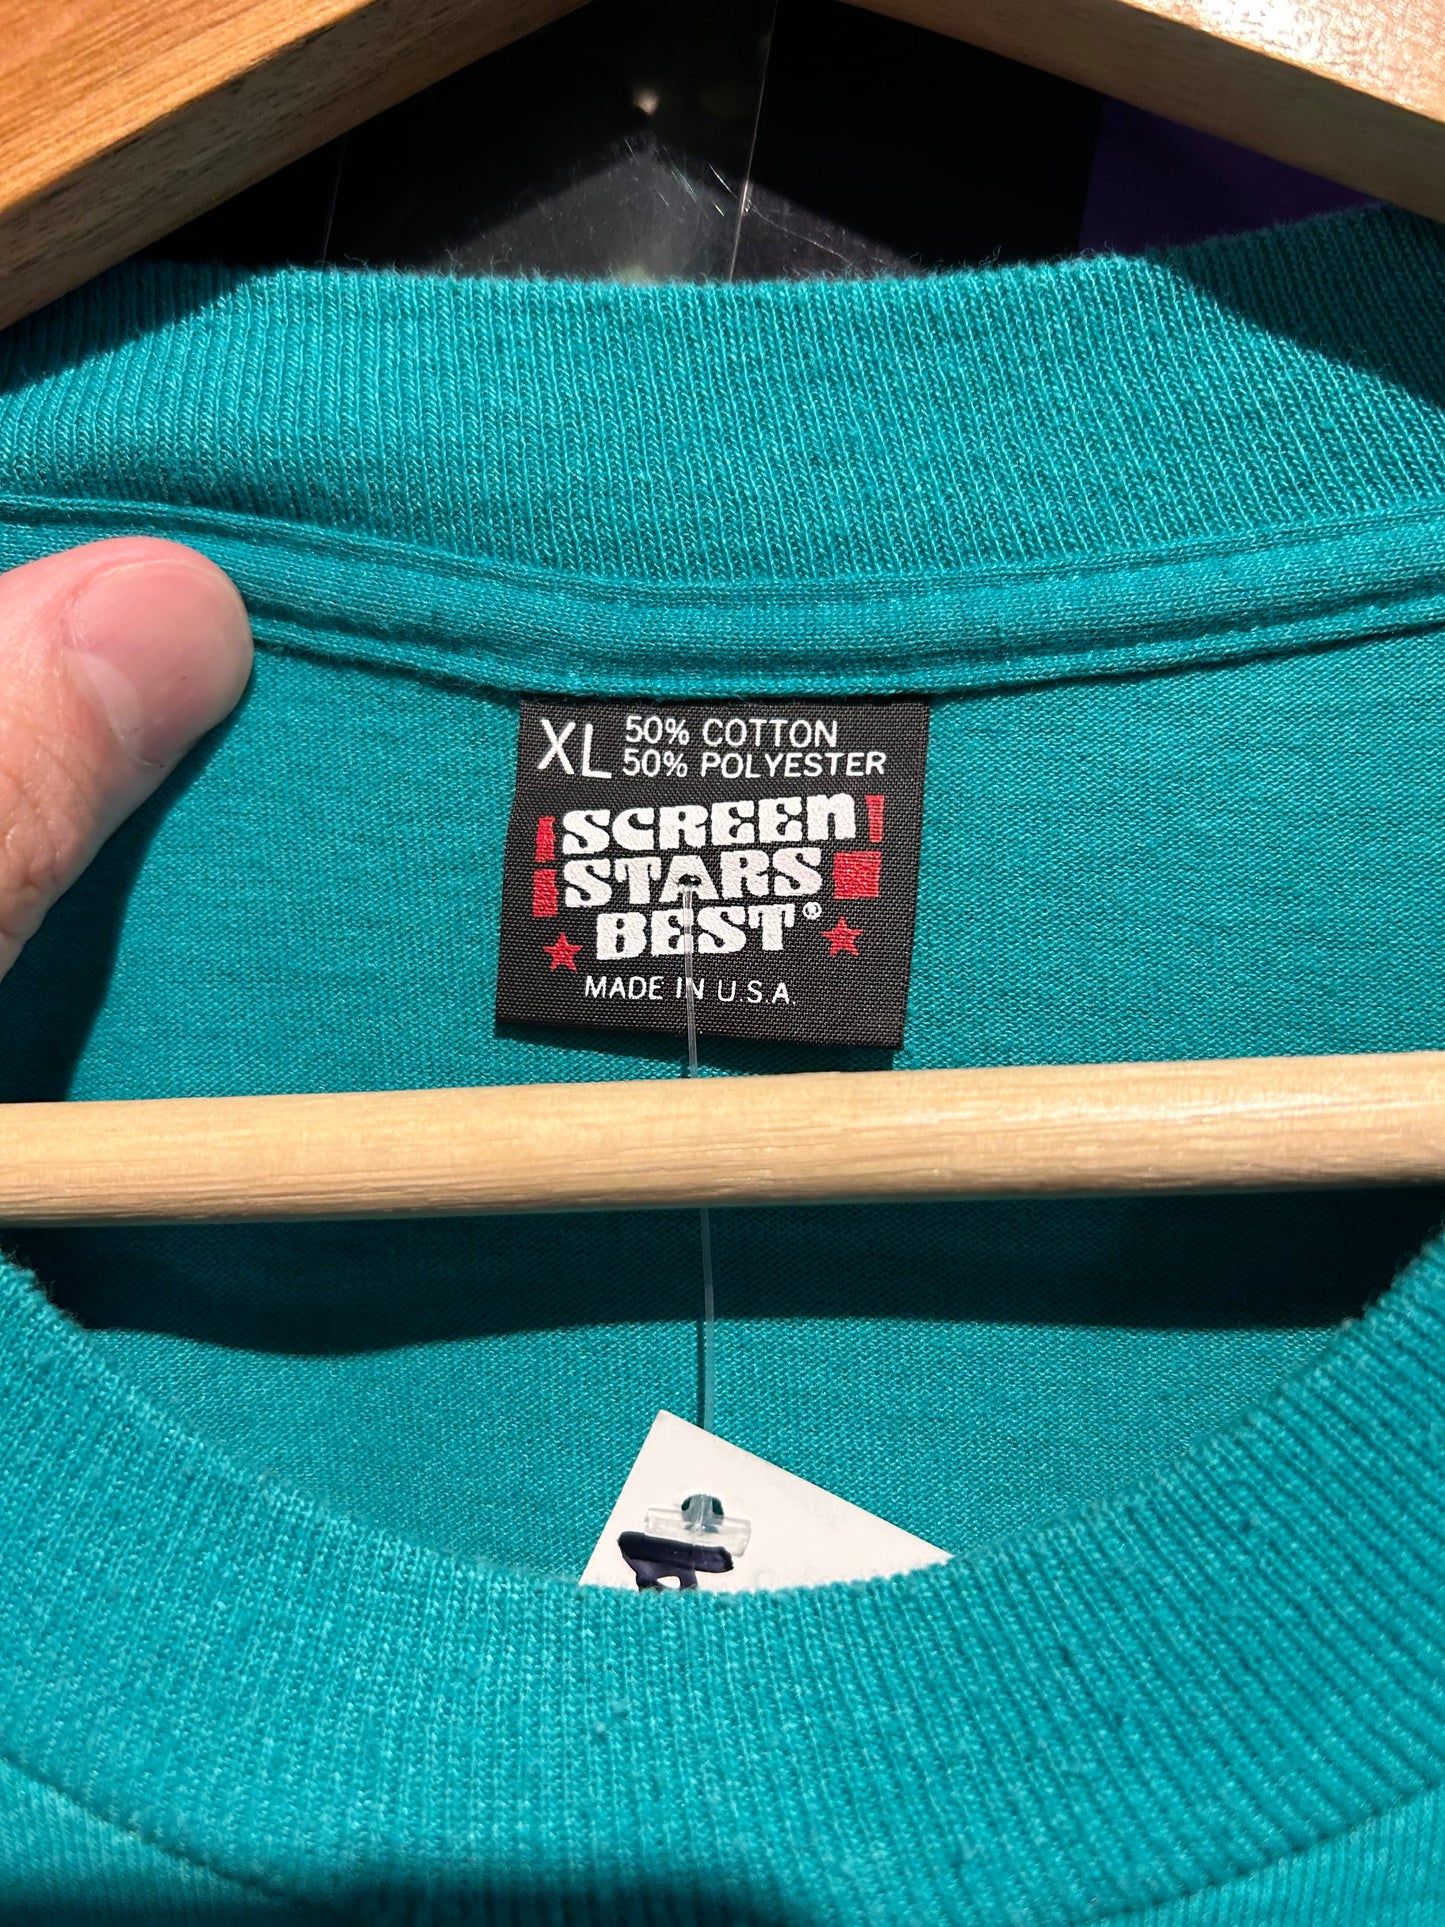 XL 50% COTTON
50% POLYESTER
SCREEN
STARS
BEST®
MADE IN U.S.A.